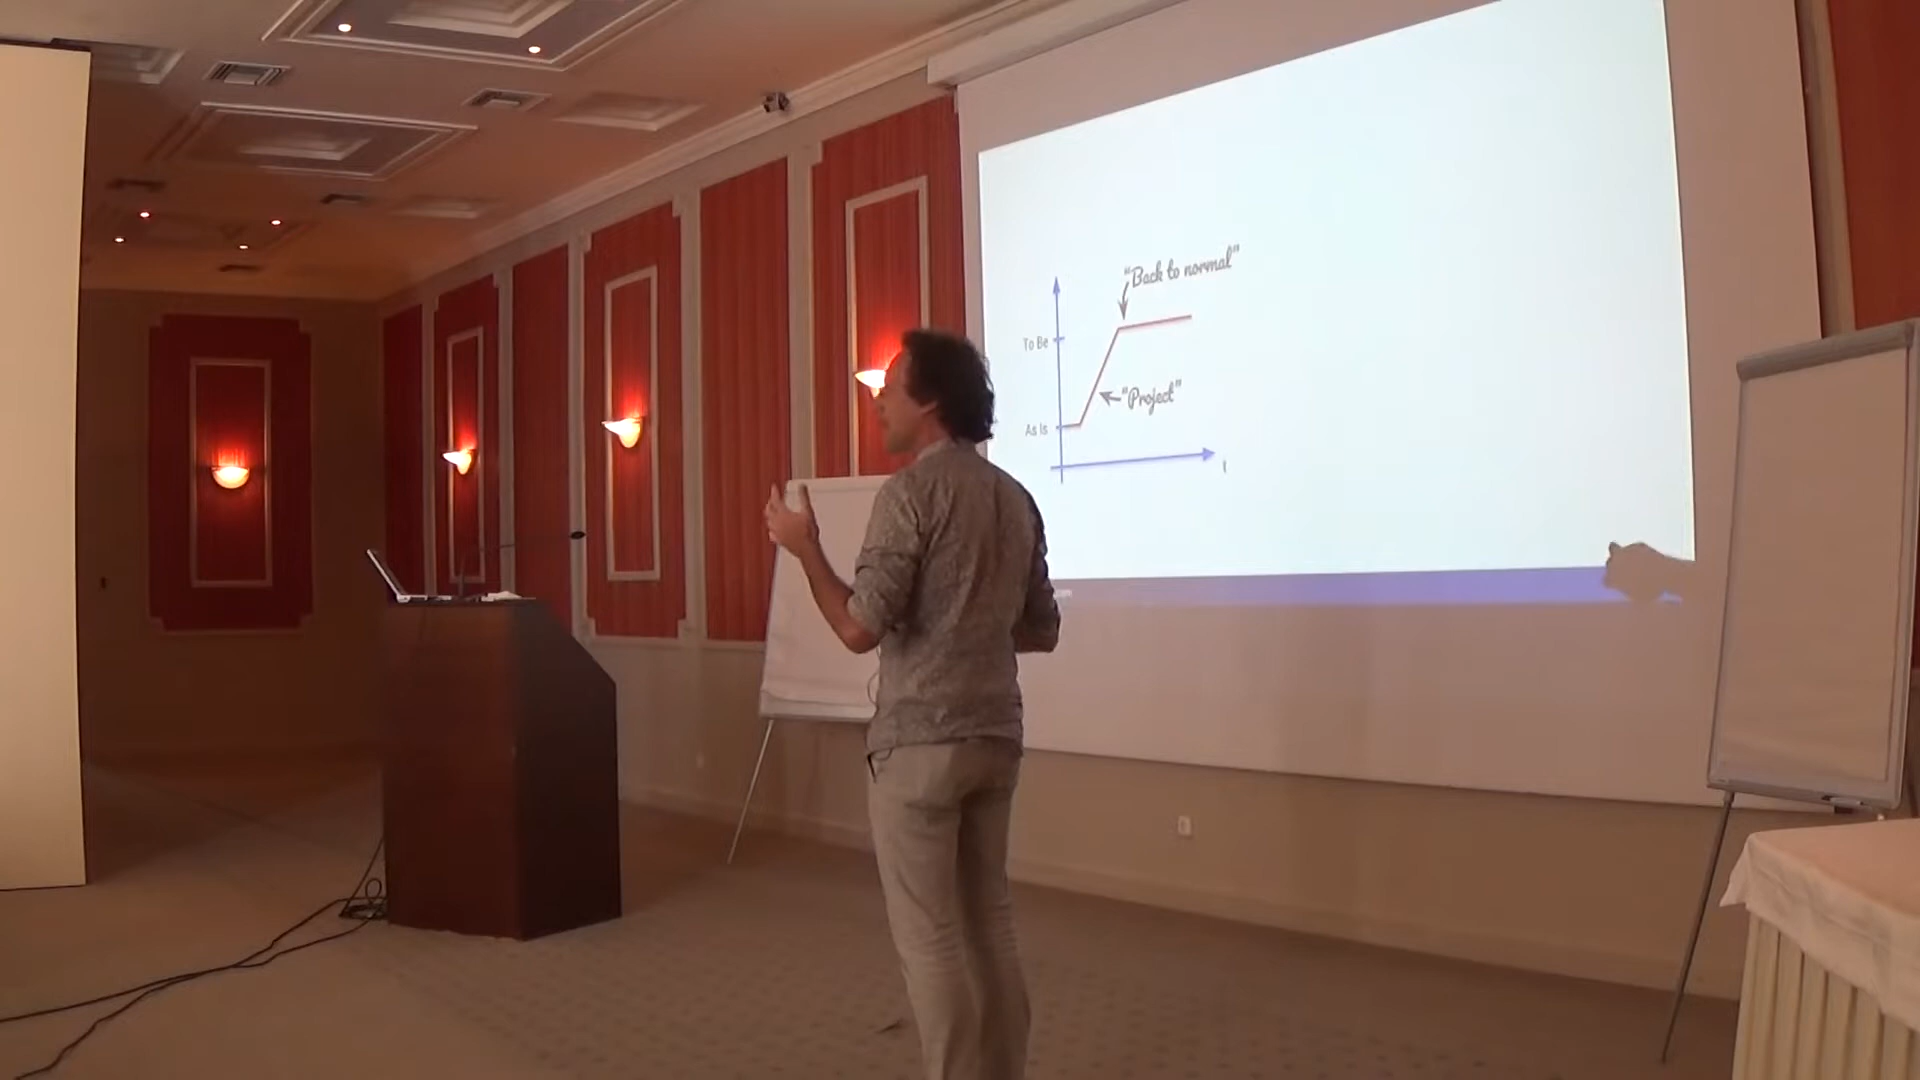 “Back to normal”
To Be
“Project”
As Is
t